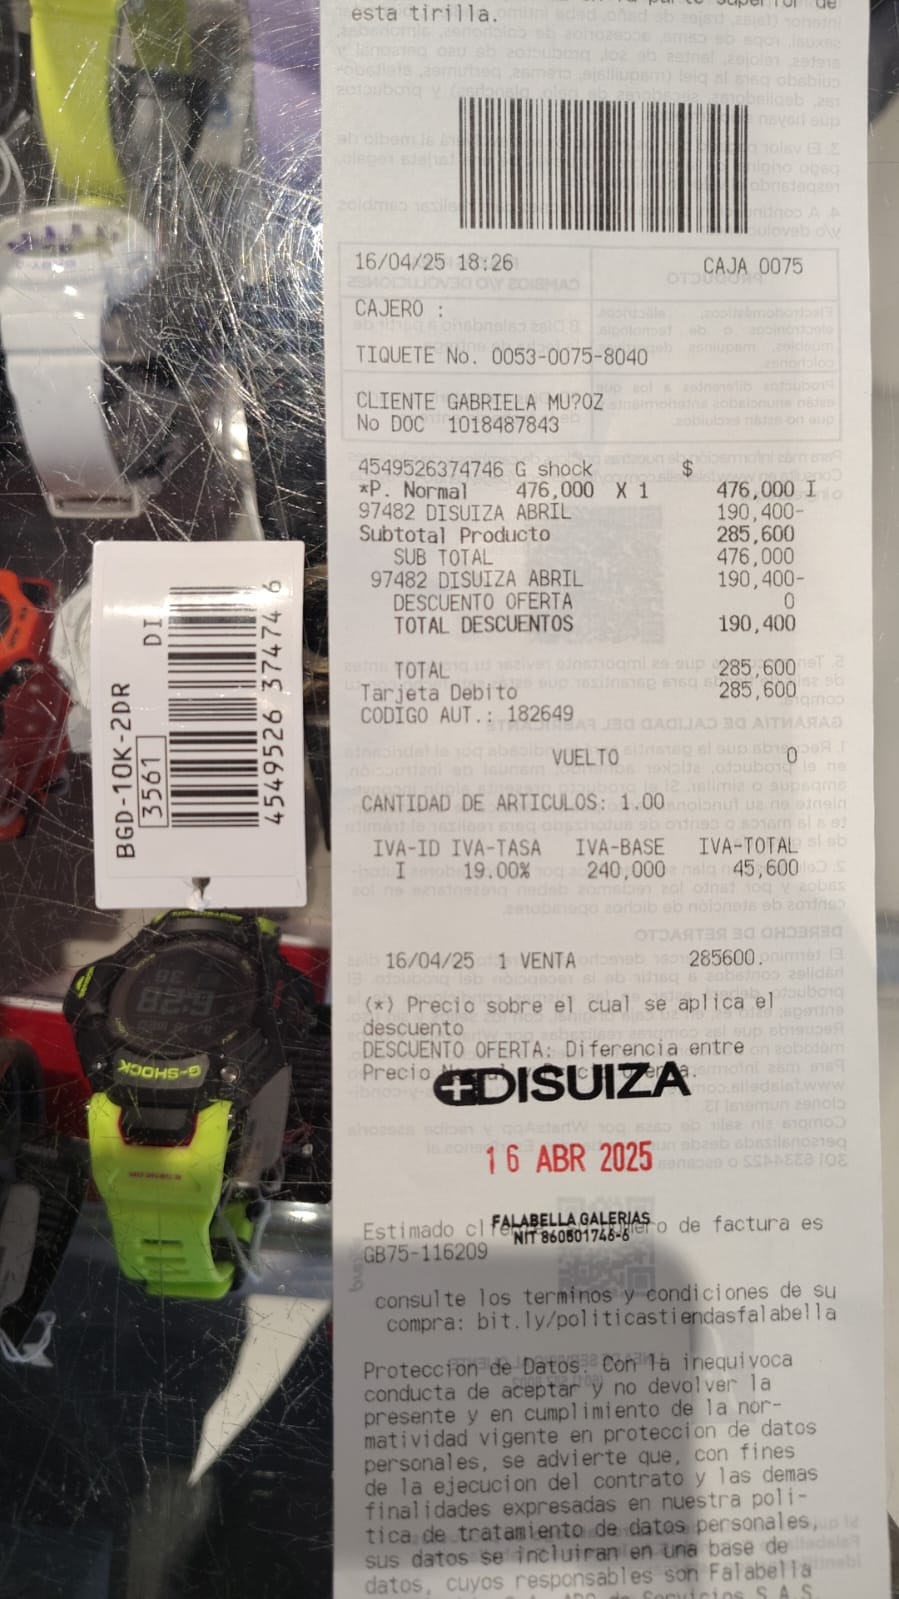 esta tirilla.
16/04/25 18:26 CAJA 0075
CAJERO :
TIQUETE No. 0053-0075-8040
CLIENTE GABRIELA MU?OZ
No DOC 1018487843
4549526374746 G shock $
*P. Normal 476,000 X 1 476,000 I
97482 DISUIZA ABRIL 190,400-
Subtotal Producto 285,600
SUB TOTAL 476,000
97482 DISUIZA ABRIL 190,400-
DESCUENTO OFERTA 0
TOTAL DESCUENTOS 190,400
TOTAL 285,600
Tarjeta Debito 285,600
CODIGO AUT.: 182649
VUELTO 0
CANTIDAD DE ARTICULOS: 1.00
IVA-ID IVA-TASA IVA-BASE IVA-TOTAL
I 19.00% 240,000 45,600
16/04/25 1 VENTA 285600.
(*) Precio sobre el cual se aplica el
descuento
DESCUENTO OFERTA: Diferencia entre
Precio
DISUIZA
16 ABR 2025
FALABELLA GALERIAS
NIT
Estimado de factura es
GB75-116209
consulte los terminos y condiciones de su
compra: bit.ly/politicastiendasfalabella
Proteccion de Datos. Con la inequivoca
conducta de aceptar y no devolver la
presente y en cumplimiento de la nor-
matividad vigente en proteccion de datos
personales, se advierte que, con fines
de la ejecucion del contrato y las demas
finalidades expresadas en nuestra poli-
tica de tratamiento de datos personales,
sus datos se incluiran en una base de
datos, cuyos responsables son Falabella
de Servicios S.A.S.
BGD-10K-2DR DI
3561
4549526 374746
G-SHOCK